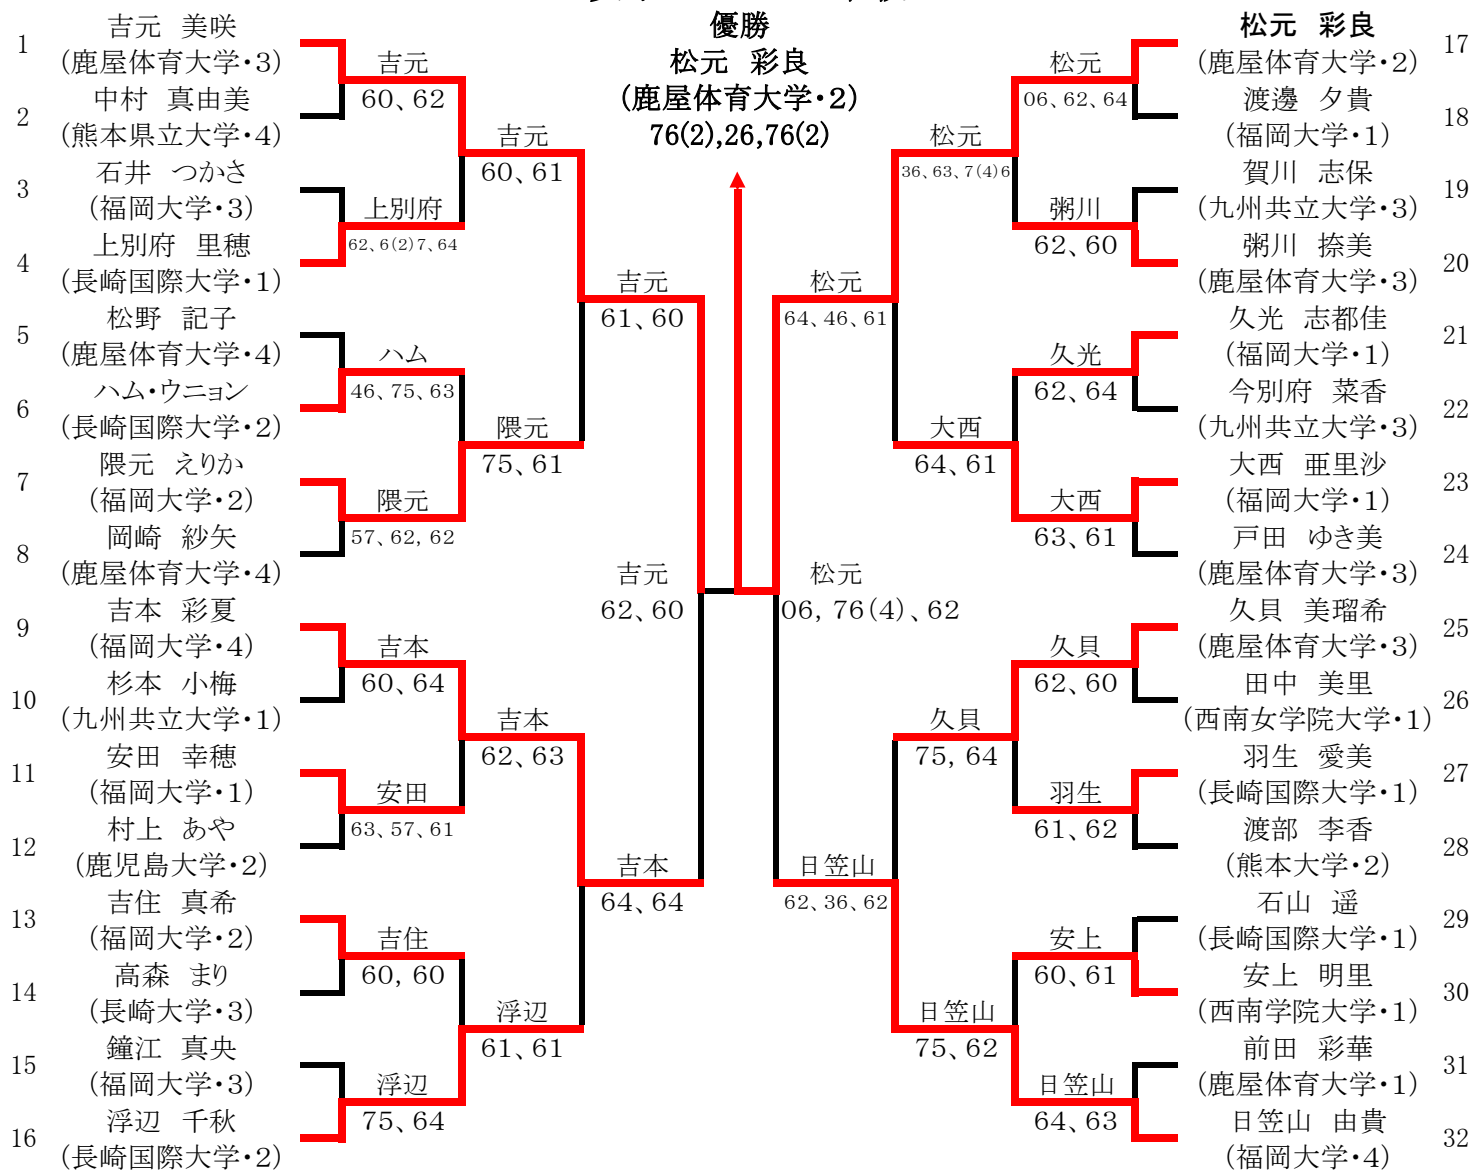 優勝
松元 彩良
(鹿屋体育大学・2)
76(2),26,76(2)
1
吉元 美咲
(鹿屋体育大学・3)
2
中村 真由美
(熊本県立大学・4)
3
石井 つかさ
(福岡大学・3)
4
上別府 里穂
(長崎国際大学・1)
5
松野 記子
(鹿屋体育大学・4)
6
ハム・ウニョン
(長崎国際大学・2)
7
隈元 えりか
(福岡大学・2)
8
岡崎 紗矢
(鹿屋体育大学・4)
9
吉本 彩夏
(福岡大学・4)
10
杉本 小梅
(九州共立大学・1)
11
安田 幸穂
(福岡大学・1)
12
村上 あや
(鹿児島大学・2)
13
吉住 真希
(福岡大学・2)
14
高森 まり
(長崎大学・3)
15
鐘江 真央
(福岡大学・3)
16
浮辺 千秋
(長崎国際大学・2)
吉元
60、62
上別府
62、6(2)7、64
ハム
46、75、63
隈元
57、62, 62
吉本
60、64
安田
63、57、61
吉住
60, 60
浮辺
75、64
吉元
60、61
隈元
75、61
吉本
62、63
浮辺
61、61
吉元
61、60
吉本
64、64
吉元
62、60
松元
06, 76(4)、62
松元
64、46、61
日笠山
62、36、62
松元
36、63、7(4)6
大西
64、61
久貝
75, 64
日笠山
75、62
松元
06、62、64
粥川
62、60
久光
62、64
大西
63、61
久貝
62、60
羽生
61、62
安上
60、61
日笠山
64、63
松元 彩良
(鹿屋体育大学・2)
17
渡邊 夕貴
(福岡大学・1)
18
賀川 志保
(九州共立大学・3)
19
粥川 捺美
(鹿屋体育大学・3)
20
久光 志都佳
(福岡大学・1)
21
今別府 菜香
(九州共立大学・3)
22
大西 亜里沙
(福岡大学・1)
23
戸田 ゆき美
(鹿屋体育大学・3)
24
久貝 美瑠希
(鹿屋体育大学・3)
25
田中 美里
(西南女学院大学・1)
26
羽生 愛美
(長崎国際大学・1)
27
渡部 李香
(熊本大学・2)
28
石山 遥
(長崎国際大学・1)
29
安上 明里
(西南学院大学・1)
30
前田 彩華
(鹿屋体育大学・1)
31
日笠山 由貴
(福岡大学・4)
32